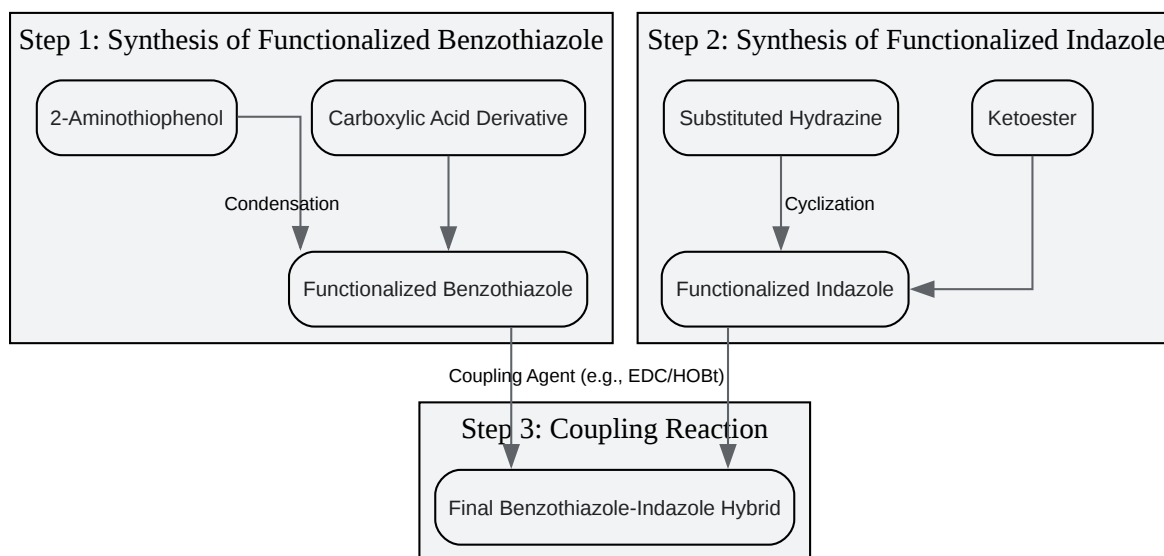 Step 1: Synthesis of Functionalized Benzothiazole
2-Aminothiophenol
Carboxylic Acid Derivative
Condensation
Functionalized Benzothiazole
Step 2: Synthesis of Functionalized Indazole
Substituted Hydrazine
Ketoester
Cyclization
Functionalized Indazole
Coupling Agent (e.g., EDC/HOBt)
Step 3: Coupling Reaction
Final Benzothiazole-Indazole Hybrid